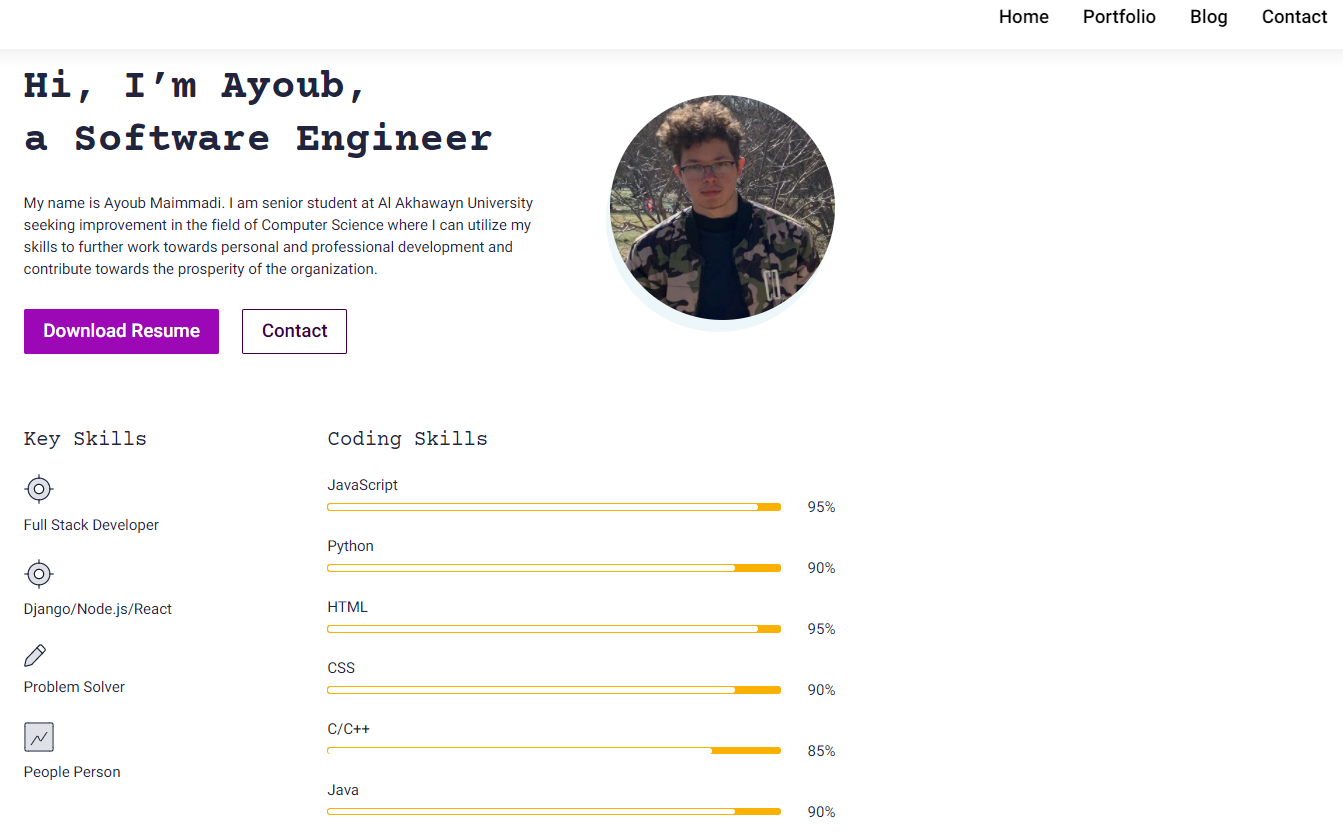 Home Portfolio Blog Contact
Hi, I’m Ayoub,
a Software Engineer
My name is Ayoub Maimmadi. I am senior student at Al Akhawayn University
seeking improvement in the field of Computer Science where I can utilize my
skills to further work towards personal and professional development and
contribute towards the prosperity of the organization.
Download Resume Contact
Key Skills
Full Stack Developer
Django/Node.js/React
Problem Solver
People Person
Coding Skills
JavaScript
95%
Python
90%
HTML
95%
CSS
90%
C/C++
85%
Java
90%